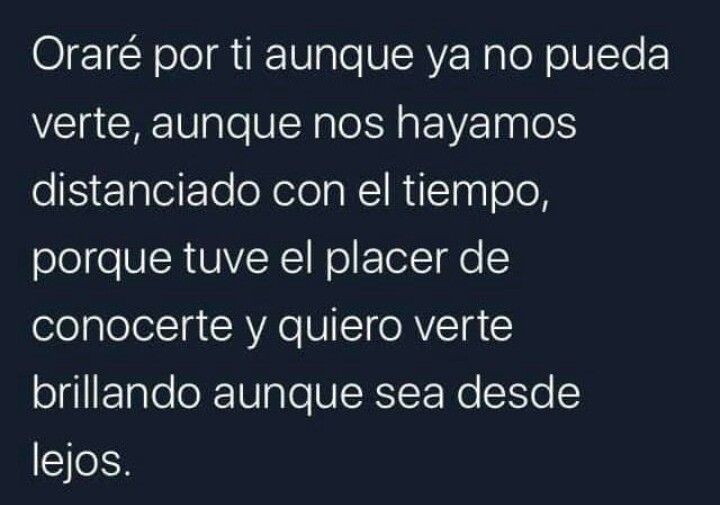 Oraré por ti aunque ya no pueda
verte, aunque nos hayamos
distanciado con el tiempo,
porque tuve el placer de
conocerte y quiero verte
brillando aunque sea desde
lejos.